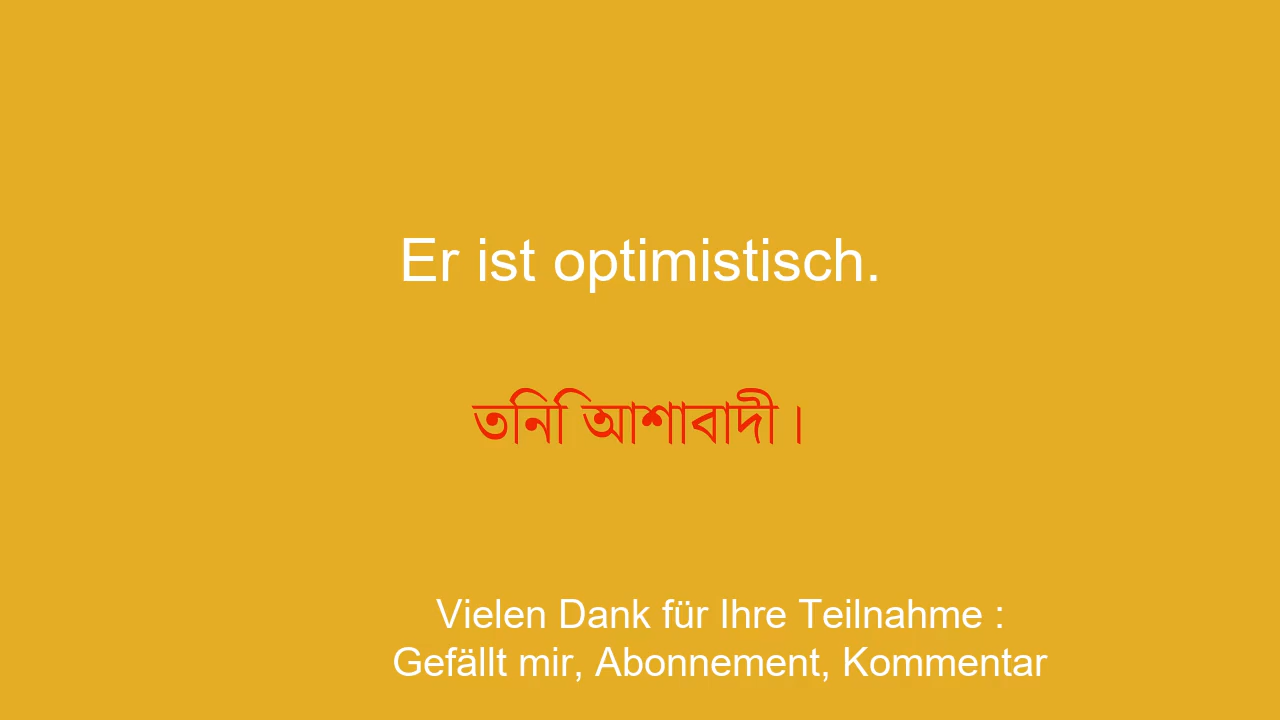 Er ist optimistisch.
তিনি আশাবাদী।
Vielen Dank für Ihre Teilnahme :
Gefällt mir, Abonnement, Kommentar